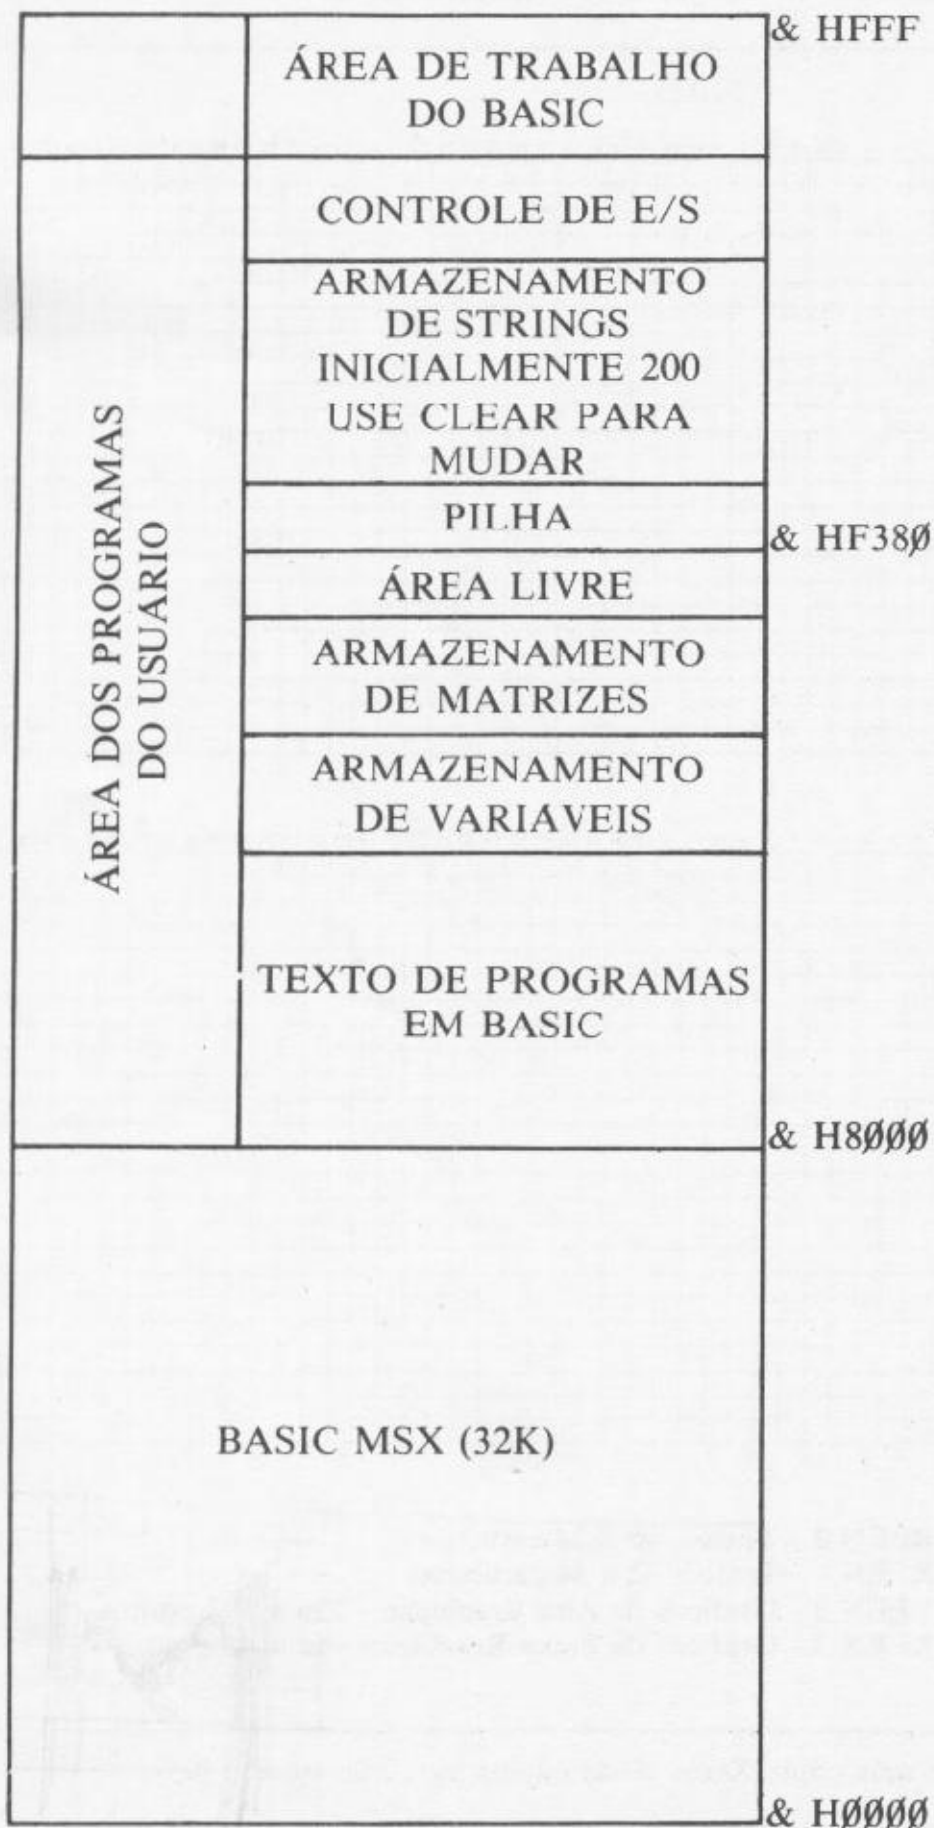 & HFFF
ÁREA DE TRABALHO
DO BASIC
CONTROLE DE E/S
ARMAZENAMENTO
DE STRINGS
INICIALMENTE 200
USE CLEAR PARA
MUDAR
PILHA
& HF38Ø
ÁREA LIVRE
ARMAZENAMENTO
DE MATRIZES
ARMAZENAMENTO
DE VARIÁVEIS
ÁREA DOS PROGRAMAS
DO USUÁRIO
TEXTO DE PROGRAMAS
EM BASIC
& H8ØØØ
BASIC MSX (32K)
& HØØØØ